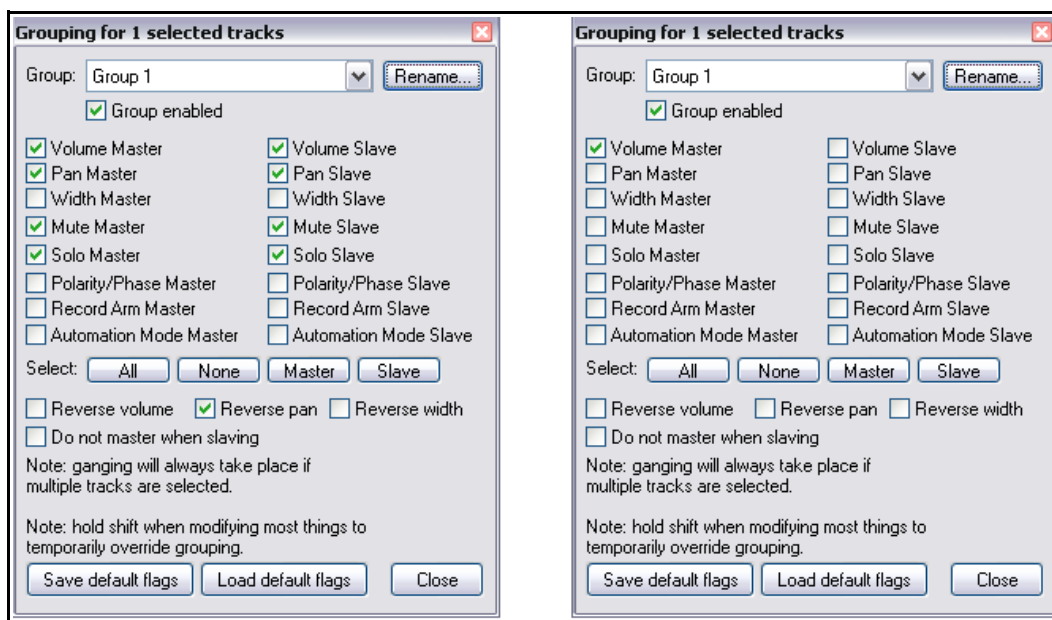 Grouping for 1 selected tracks
Group: Group 1 Rename...
Group enabled
Volume Master Volume Slave
Pan Master Pan Slave
Width Master Width Slave
Mute Master Mute Slave
Solo Master Solo Slave
Polarity/Phase Master Polarity/Phase Slave
Record Arm Master Record Arm Slave
Automation Mode Master Automation Mode Slave
Select: All None Master Slave
Reverse volume Reverse pan Reverse width
Do not master when slaving
Note: ganging will always take place if
multiple tracks are selected.
Note: hold shift when modifying most things to
temporarily override grouping.
Save default flags Load default flags Close
Grouping for 1 selected tracks
Group: Group 1 Rename...
Group enabled
Volume Master Volume Slave
Pan Master Pan Slave
Width Master Width Slave
Mute Master Mute Slave
Solo Master Solo Slave
Polarity/Phase Master Polarity/Phase Slave
Record Arm Master Record Arm Slave
Automation Mode Master Automation Mode Slave
Select: All None Master Slave
Reverse volume Reverse pan Reverse width
Do not master when slaving
Note: ganging will always take place if
multiple tracks are selected.
Note: hold shift when modifying most things to
temporarily override grouping.
Save default flags Load default flags Close